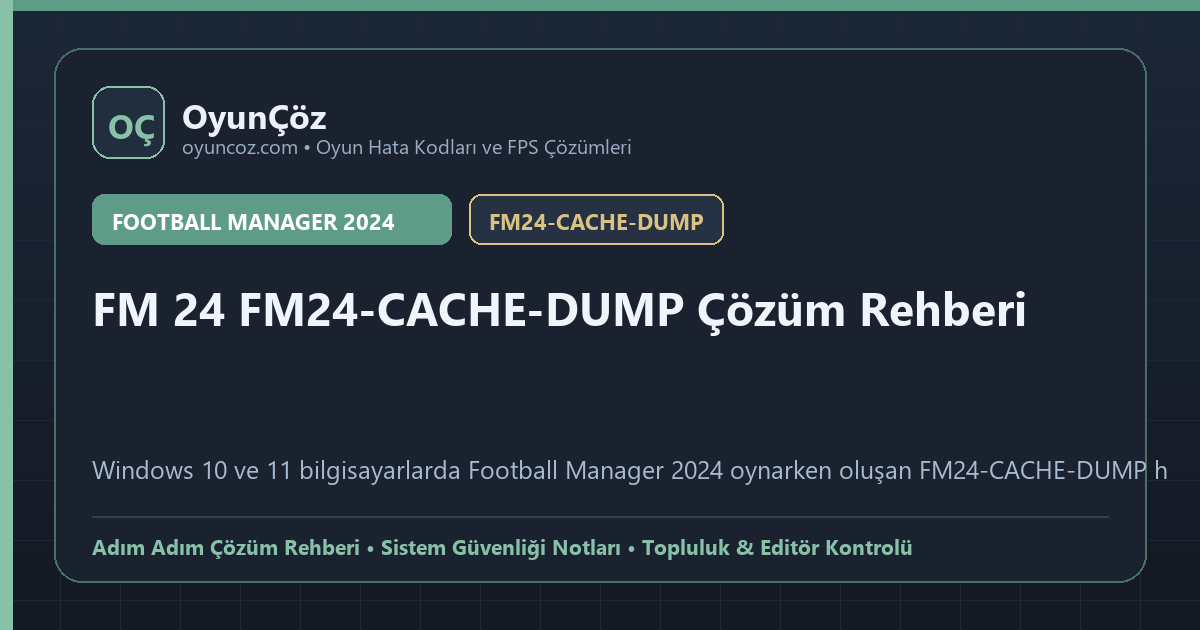 OÇ
OyunÇöz
oyuncoz.com • Oyun Hata Kodları ve FPS Çözümleri
FOOTBALL MANAGER 2024
FM24-CACHE-DUMP
FM 24 FM24-CACHE-DUMP Çözüm Rehberi
Windows 10 ve 11 bilgisayarlarda Football Manager 2024 oynarken oluşan FM24-CACHE-DUMP h
Adım Adım Çözüm Rehberi • Sistem Güvenliği Notları • Topluluk & Editör Kontrolü